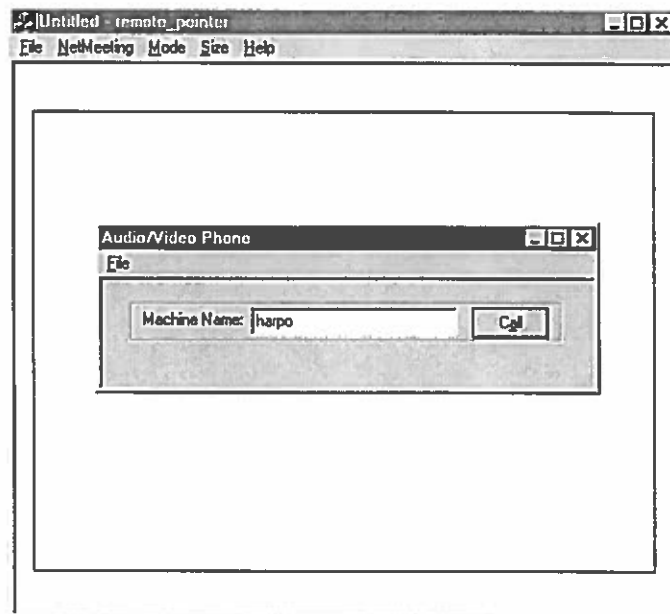 Untitled - remote_pointer
File NetMeeting Mode Size Help
Audio/Video Phone
File
Machine Name: harpo Call